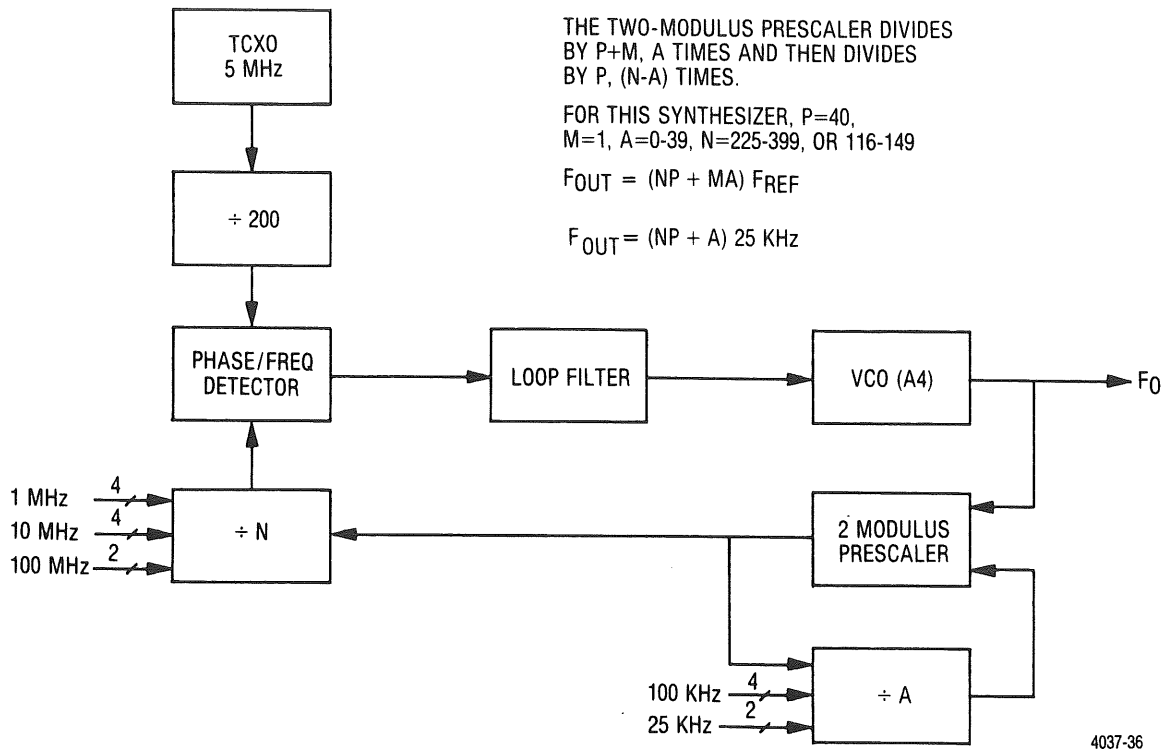 TCXO
5 MHz
THE TWO-MODULUS PRESCALER DIVIDES
BY P+M, A TIMES AND THEN DIVIDES
BY P, (N-A) TIMES.
FOR THIS SYNTHESIZER, P=40,
M=1, A=0-39, N=225-399, OR 116-149
FOUT = (NP + MA) FREF
FOUT = (NP + A) 25 KHz
÷ 200
PHASE/FREQ
DETECTOR
LOOP FILTER
VCO (A4)
FO
1 MHz 4
10 MHz 4
100 MHz 2
÷ N
2 MODULUS
PRESCALER
100 KHz 4
25 KHz 2
÷ A
4037-36